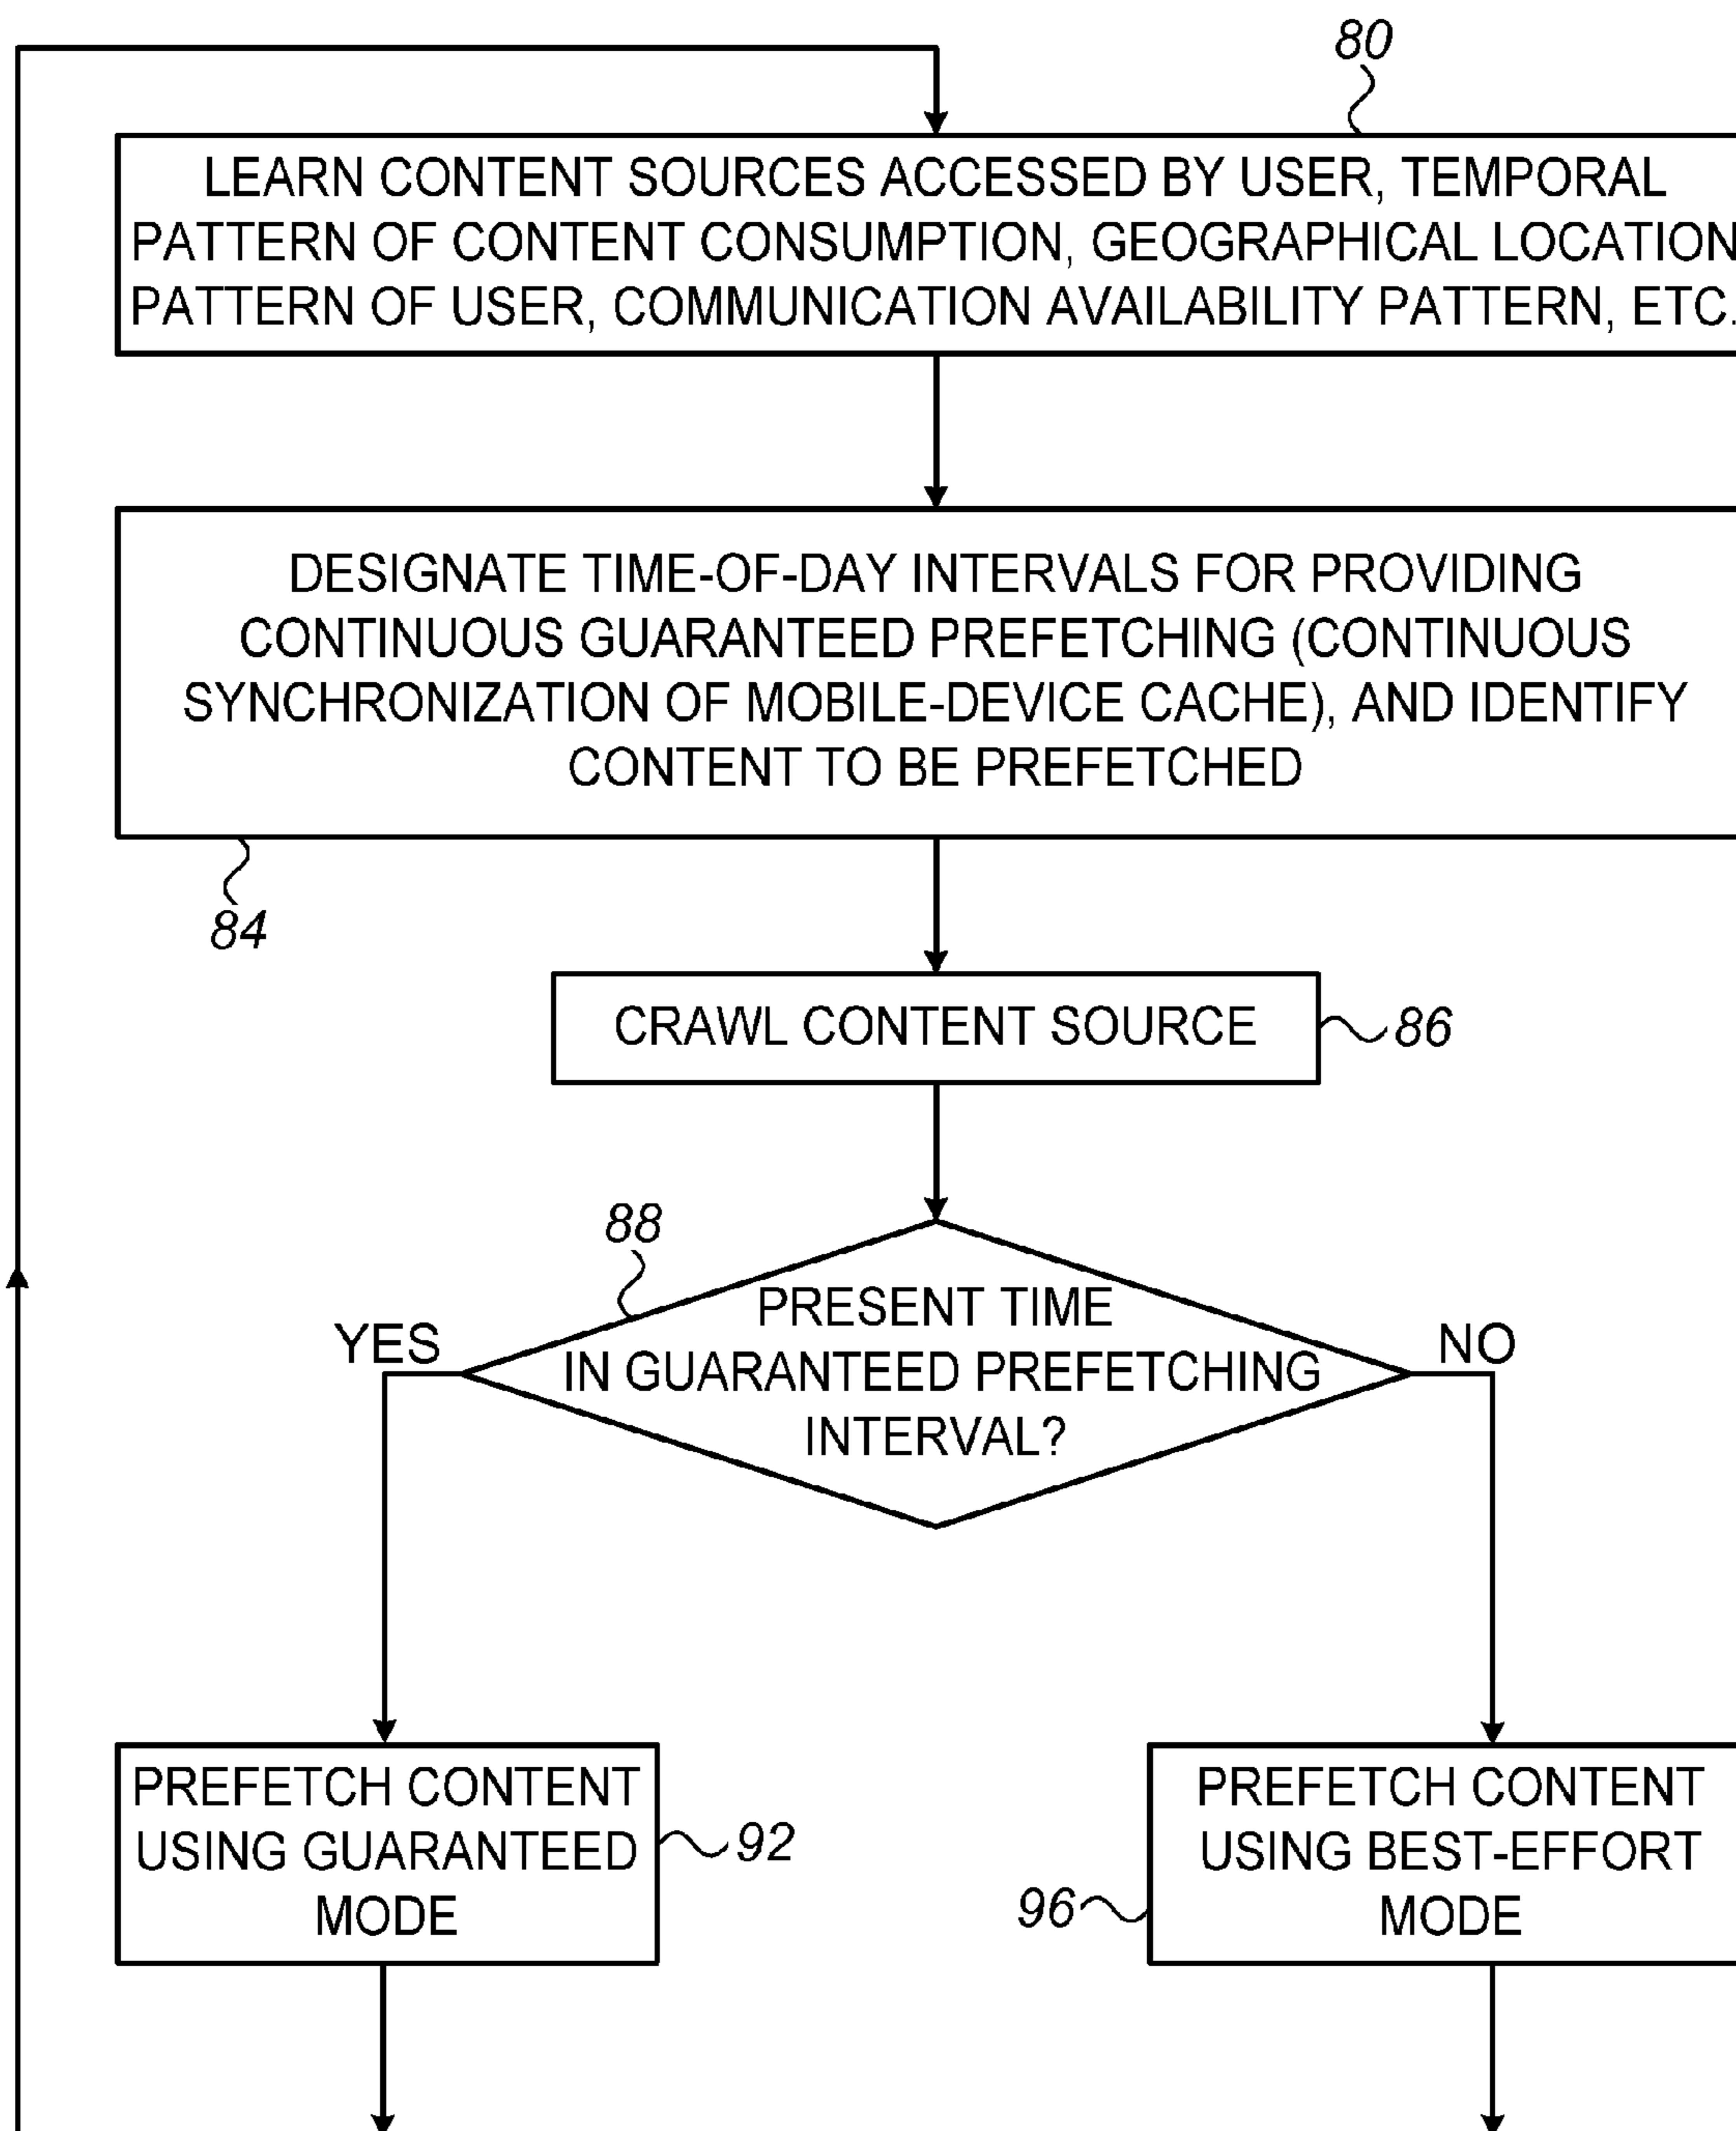 80
LEARN CONTENT SOURCES ACCESSED BY USER, TEMPORAL
PATTERN OF CONTENT CONSUMPTION, GEOGRAPHICAL LOCATION
PATTERN OF USER, COMMUNICATION AVAILABILITY PATTERN, ETC.
DESIGNATE TIME-OF-DAY INTERVALS FOR PROVIDING
CONTINUOUS GUARANTEED PREFETCHING (CONTINUOUS
SYNCHRONIZATION OF MOBILE-DEVICE CACHE), AND IDENTIFY
CONTENT TO BE PREFETCHED
84
CRAWL CONTENT SOURCE
86
88
PRESENT TIME
IN GUARANTEED PREFETCHING
INTERVAL?
YES
NO
PREFETCH CONTENT
USING GUARANTEED
MODE
92
PREFETCH CONTENT
USING BEST-EFFORT
MODE
96